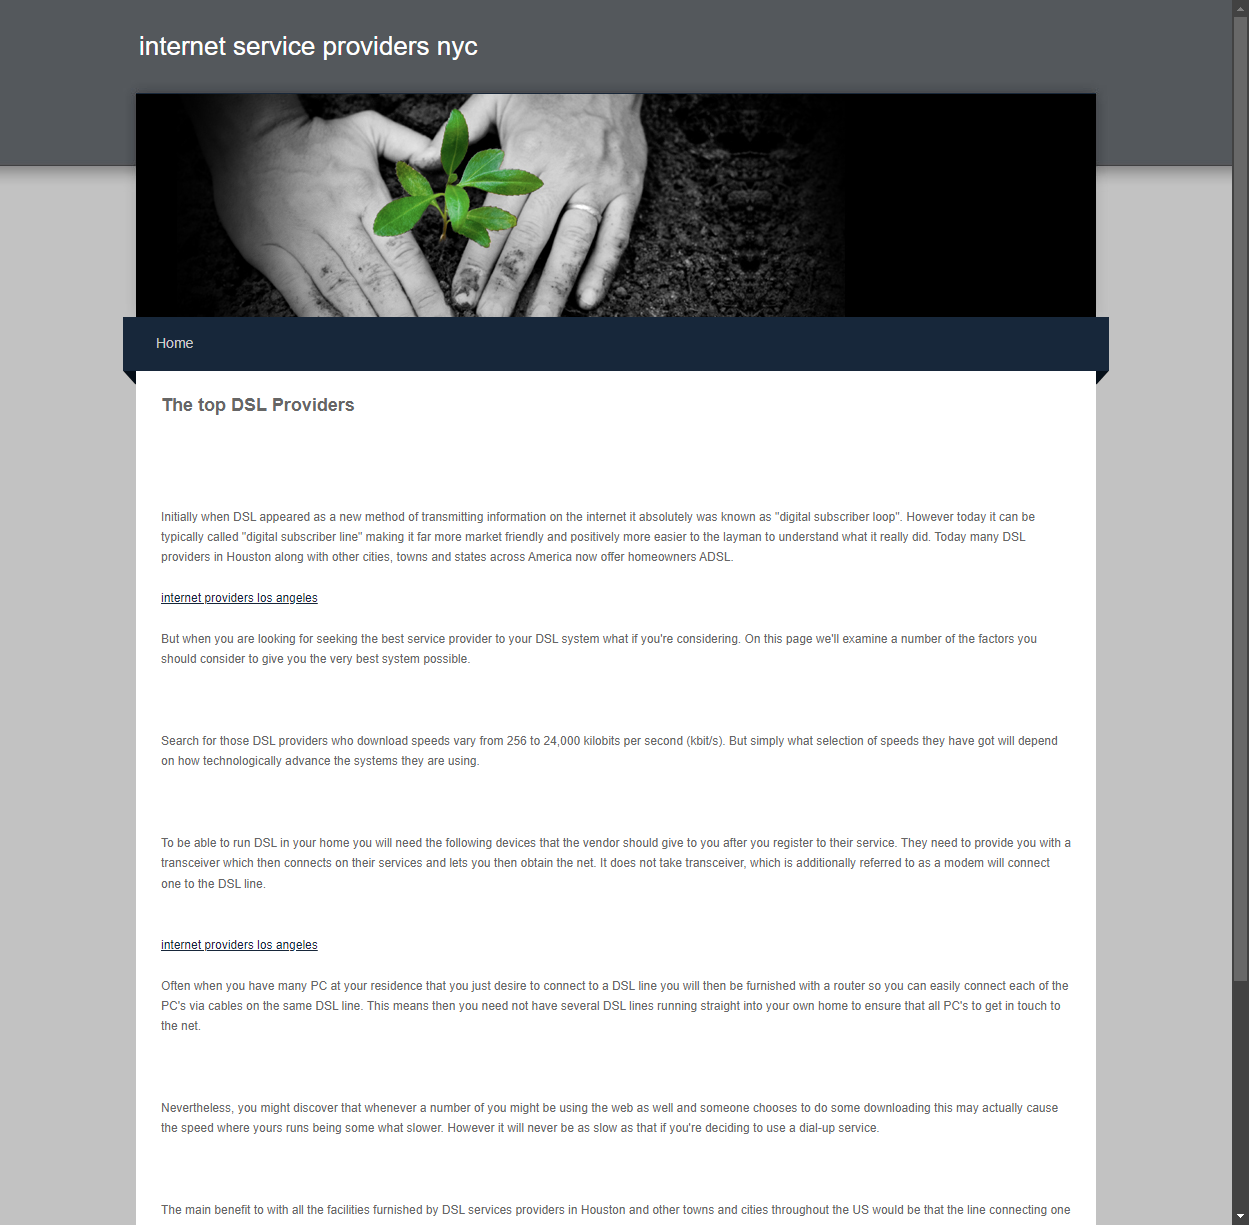 internet service providers nyc
Home
The top DSL Providers
Initially when DSL appeared as a new method of transmitting information on the internet it absolutely was known as "digital subscriber loop". However today it can be
typically called "digital subscriber line" making it far more market friendly and positively more easier to the layman to understand what it really did. Today many DSL
providers in Houston along with other cities, towns and states across America now offer homeowners ADSL.
internet providers los angeles
But when you are looking for seeking the best service provider to your DSL system what if you're considering. On this page we'll examine a number of the factors you
should consider to give you the very best system possible.
Search for those DSL providers who download speeds vary from 256 to 24,000 kilobits per second (kbit/s). But simply what selection of speeds they have got will depend
on how technologically advance the systems they are using.
To be able to run DSL in your home you will need the following devices that the vendor should give to you after you register to their service. They need to provide you with a
transceiver which then connects on their services and lets you then obtain the net. It does not take transceiver, which is additionally referred to as a modem will connect
one to the DSL line.
internet providers los angeles
Often when you have many PC at your residence that you just desire to connect to a DSL line you will then be furnished with a router so you can easily connect each of the
PC's via cables on the same DSL line. This means then you need not have several DSL lines running straight into your own home to ensure that all PC's to get in touch to
the net.
Nevertheless, you might discover that whenever a number of you might be using the web as well and someone chooses to do some downloading this may actually cause
the speed where yours runs being some what slower. However it will never be as slow as that if you're deciding to use a dial-up service.
The main benefit to with all the facilities furnished by DSL services providers in Houston and other towns and cities throughout the US would be that the line connecting one